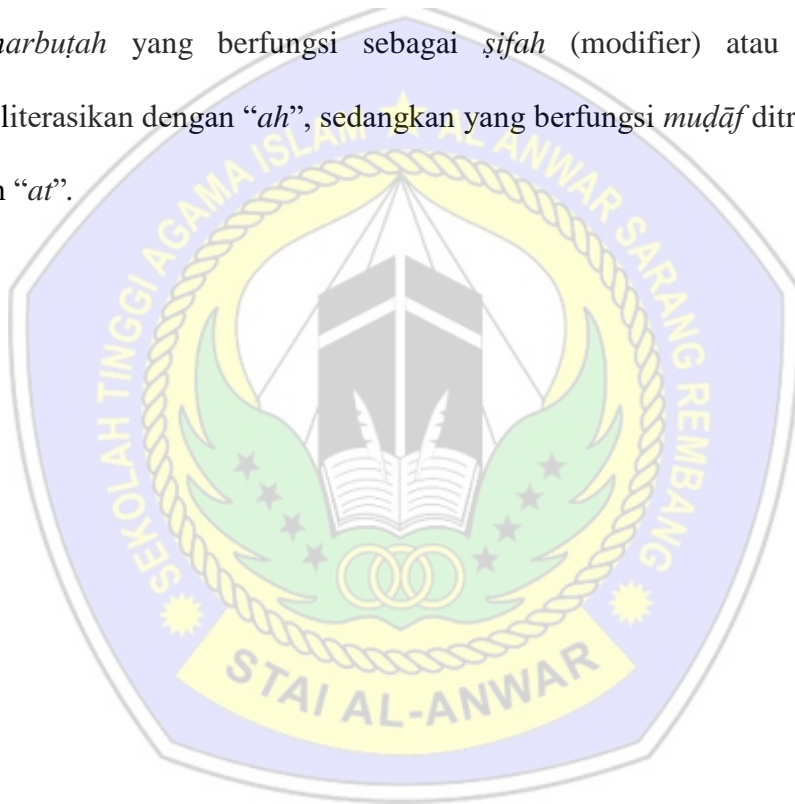 marbuṭah yang berfungsi sebagai ṣifah (modifier) atau
literasikan dengan “ah”, sedangkan yang berfungsi muḍāf ditr
“at”.
SEKOLAH TINGGI AGAMA ISLAM AL ANWAR SARANG REMBANG
STAI AL-ANWAR